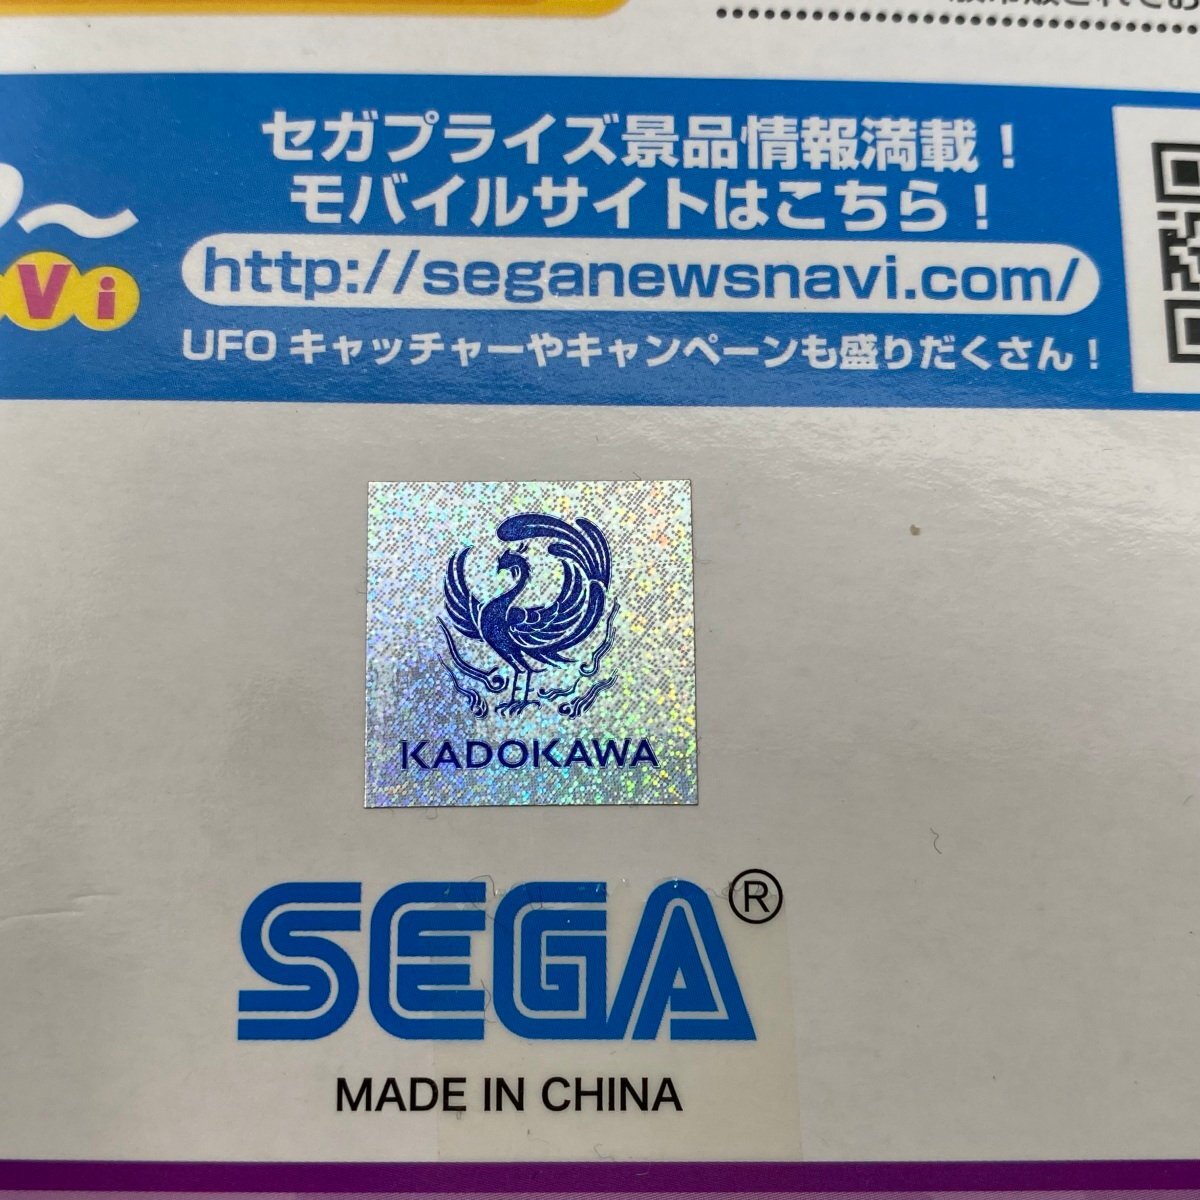 セガプライズ景品情報満載！
モバイルサイトはこちら！
Vi
http://seganewsnavi.com/
UFOキャッチャーやキャンペーンも盛りだくさん！
KADOKAWA
SEGA®
MADE IN CHINA